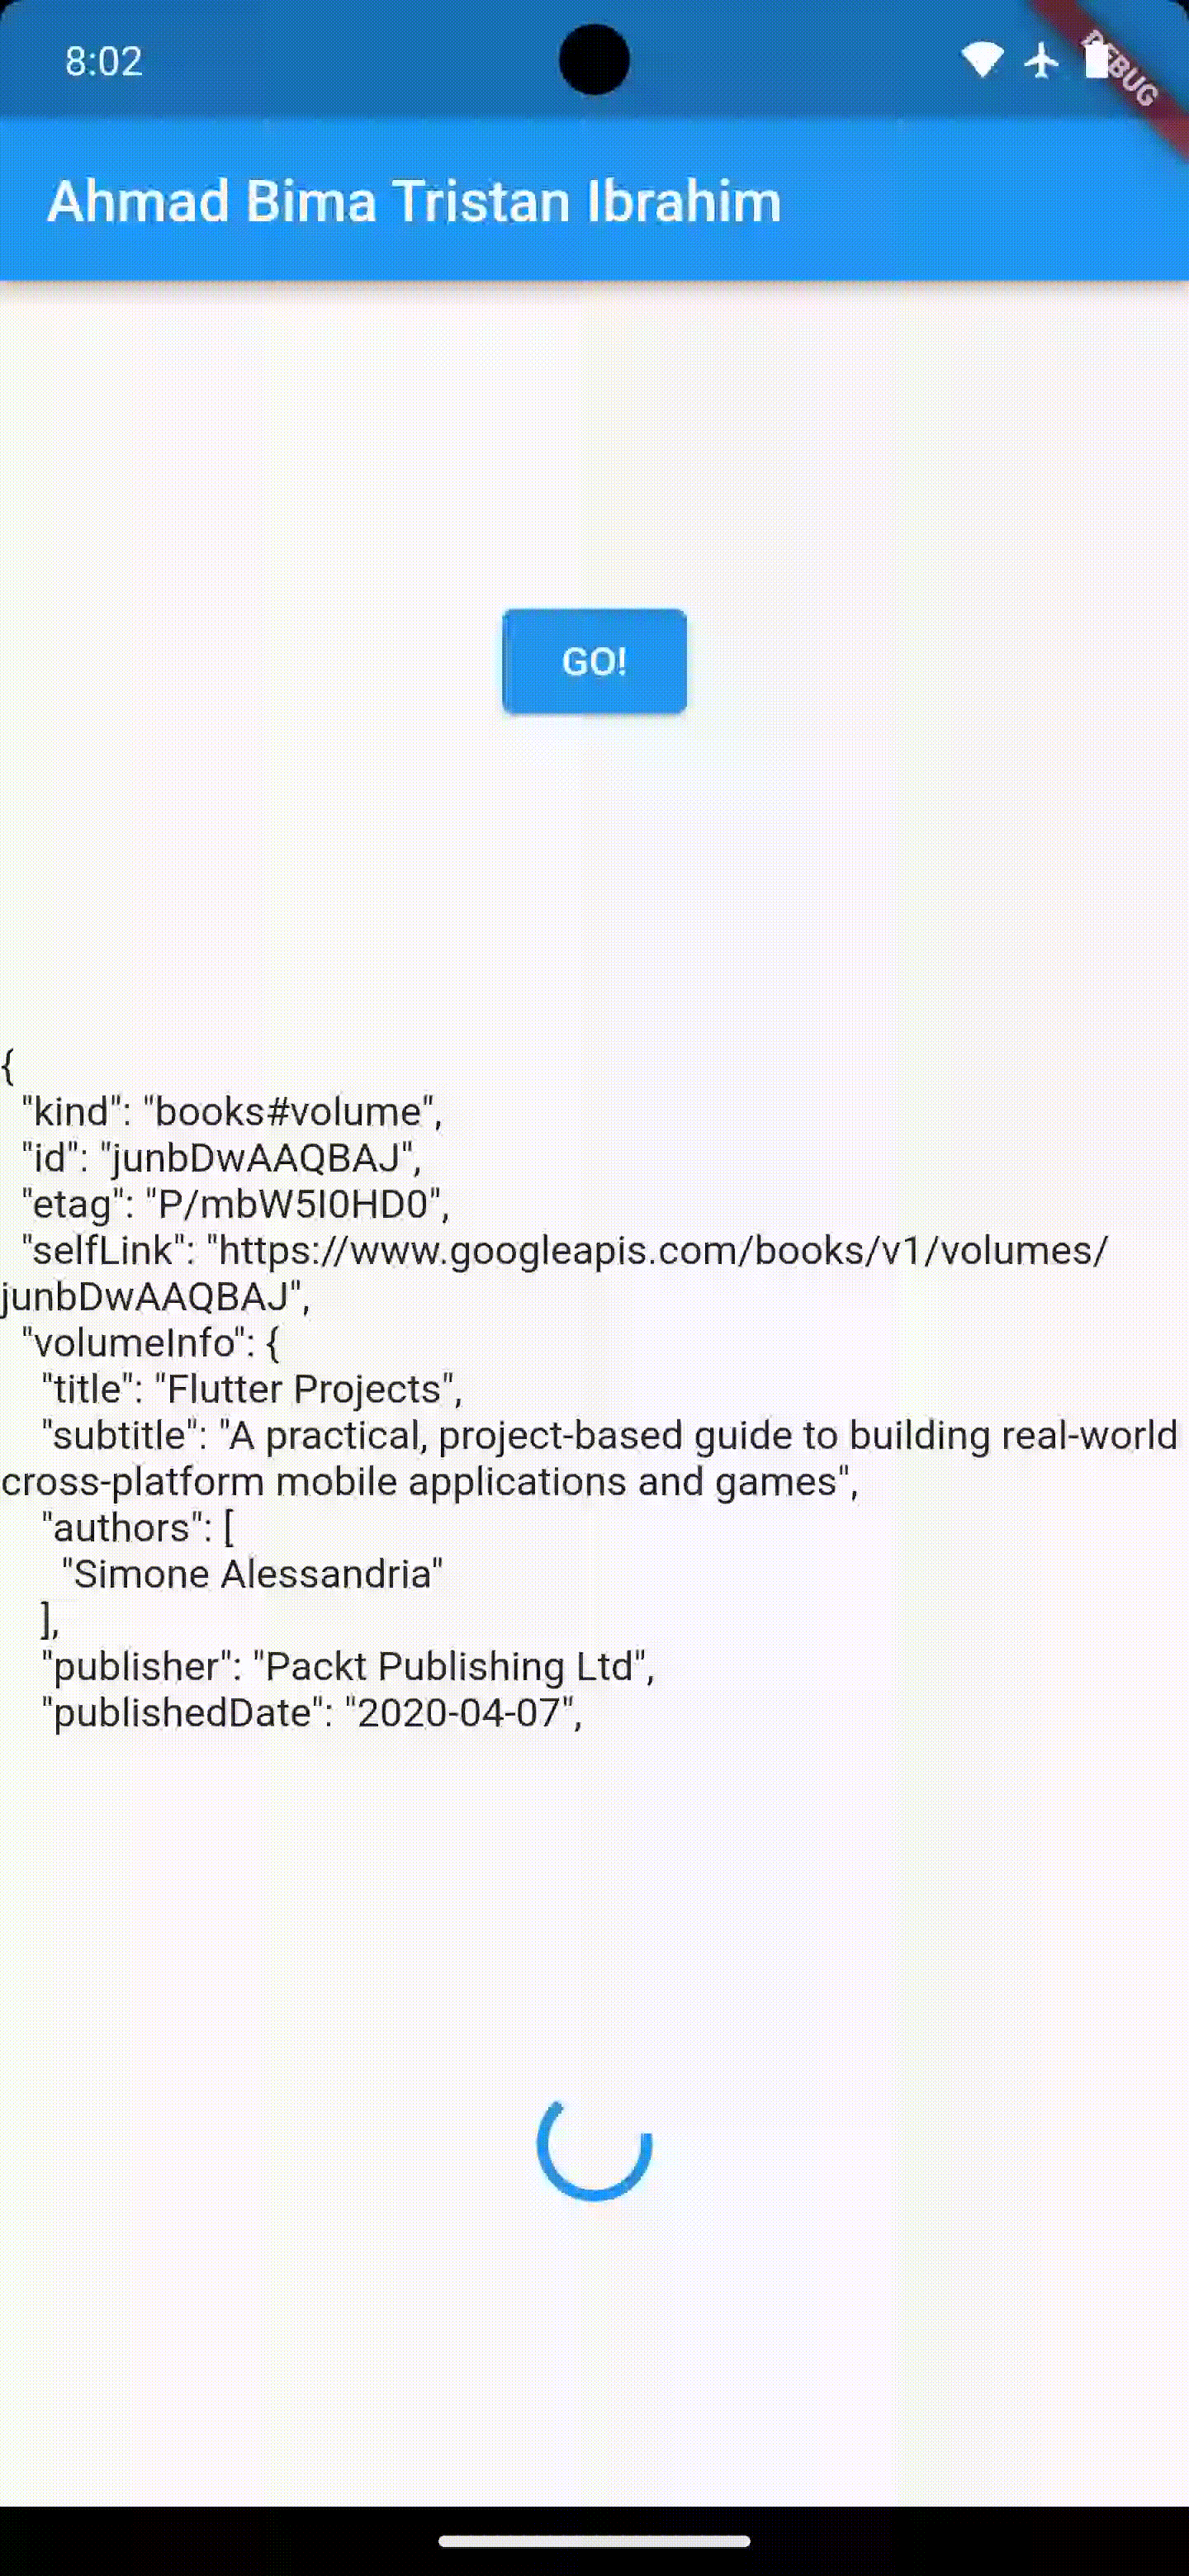 8:02
DEBUG
Ahmad Bima Tristan Ibrahim
GO!
{
"kind": "books#volume",
"id": "junbDwAAQBAJ",
"etag": "P/mbW5I0HD0",
"selfLink": "https://www.googleapis.com/books/v1/volumes/
junbDwAAQBAJ",
"volumeInfo": {
"title": "Flutter Projects",
"subtitle": "A practical, project-based guide to building real-world
cross-platform mobile applications and games",
"authors": [
"Simone Alessandria"
],
"publisher": "Packt Publishing Ltd",
"publishedDate": "2020-04-07",